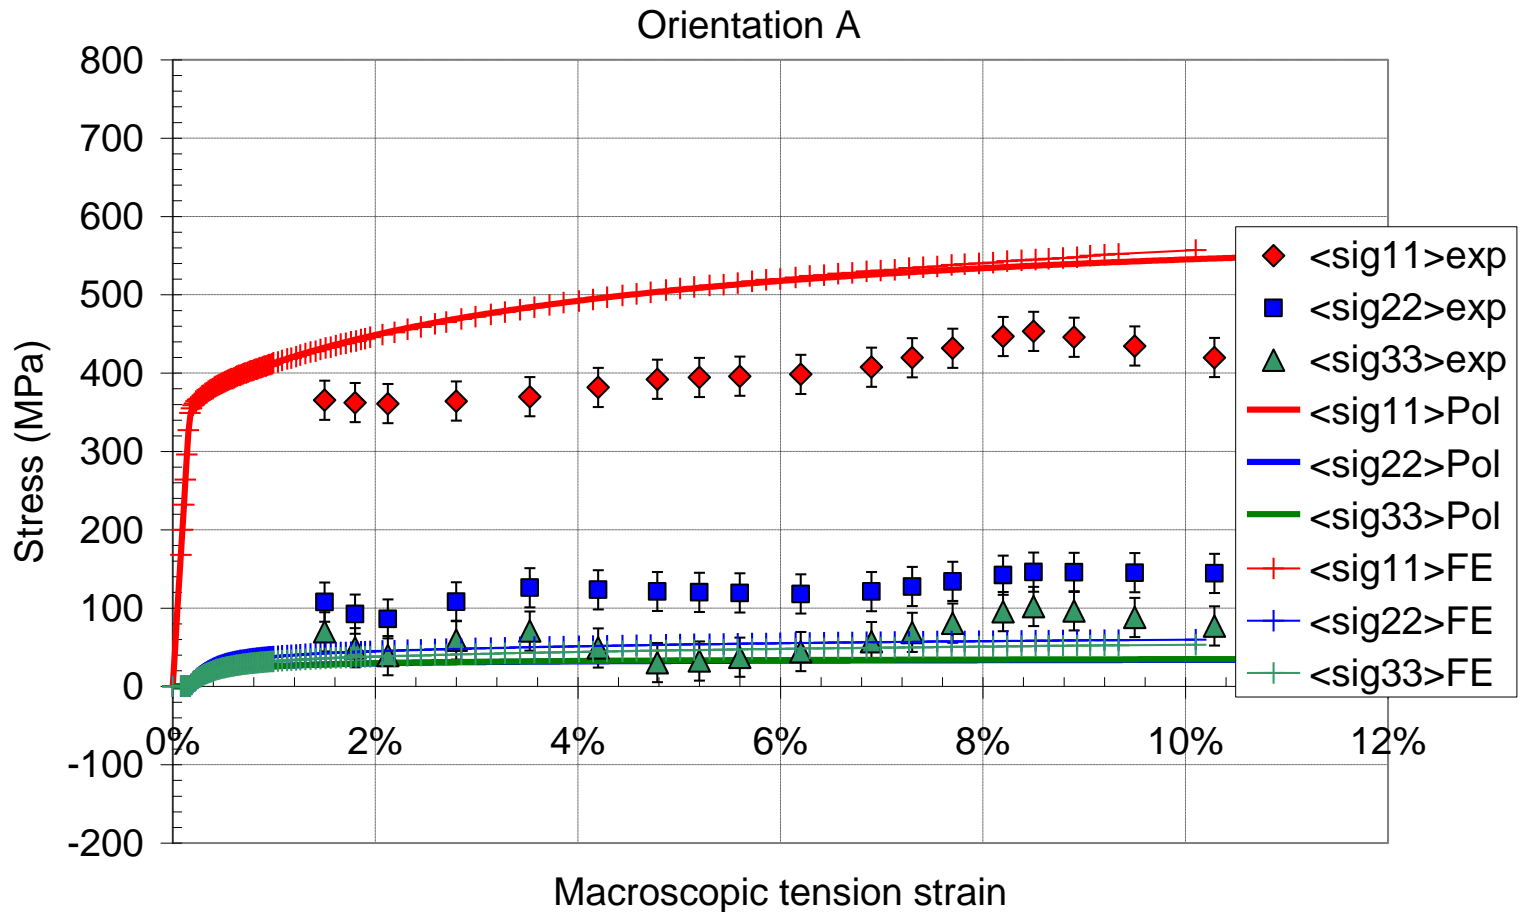 Orientation A
800
700
600
500
400
300
200
100
0
-100
-200
Stress (MPa)
0%
2%
4%
6%
8%
10%
12%
Macroscopic tension strain
<sig11>exp
<sig22>exp
<sig33>exp
<sig11>Pol
<sig22>Pol
<sig33>Pol
<sig11>FE
<sig22>FE
<sig33>FE